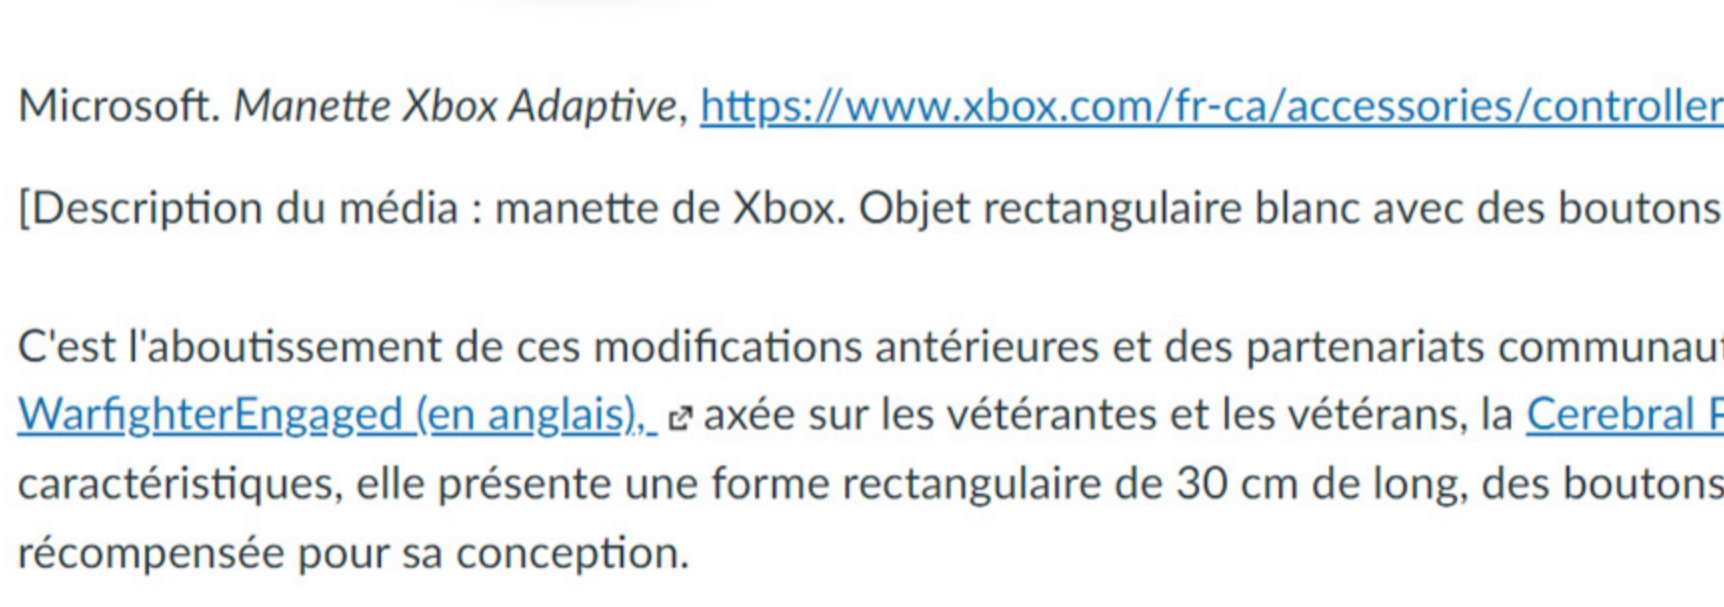 Microsoft. Manette Xbox Adaptive, https://www.xbox.com/fr-ca/accessories/controller
[Description du média : manette de Xbox. Objet rectangulaire blanc avec des boutons
C'est l'aboutissement de ces modifications antérieures et des partenariats
WarfighterEngaged (en anglais), axée sur les vétérantes et les vétérans, la Cerebral
caractéristiques, elle présente une forme rectangulaire de 30 cm de long, des boutons
récompensée pour sa conception.